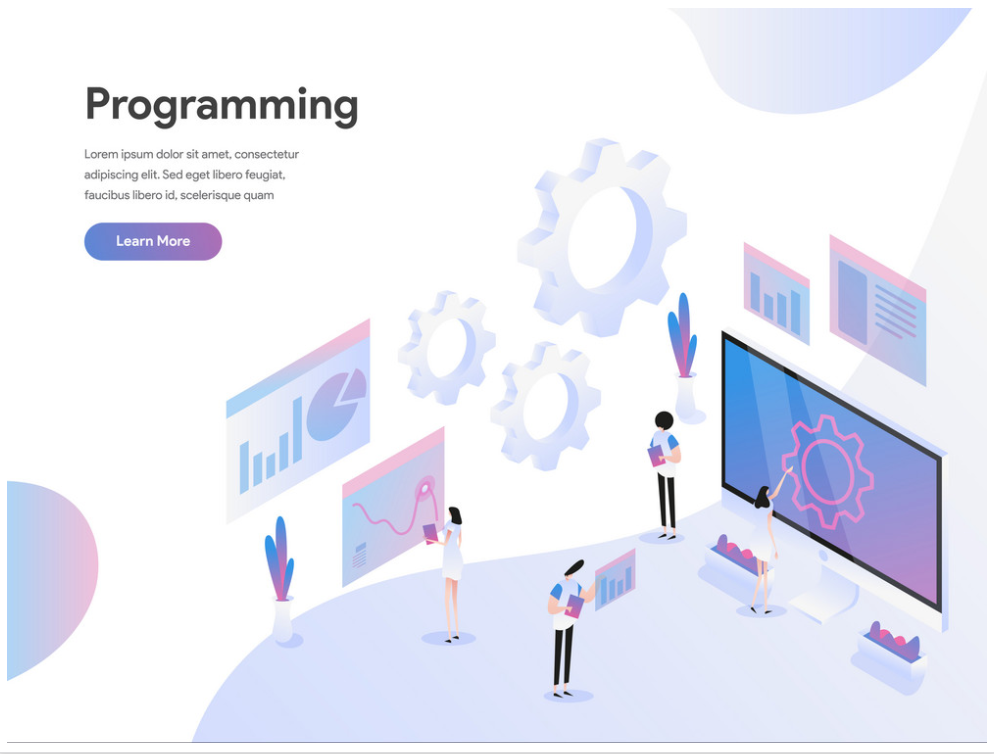 Programming
Lorem ipsum dolor sit amet, consectetur
adipiscing elit. Sed eget libero feugiat,
faucibus libero id, scelerisque quam
Learn More